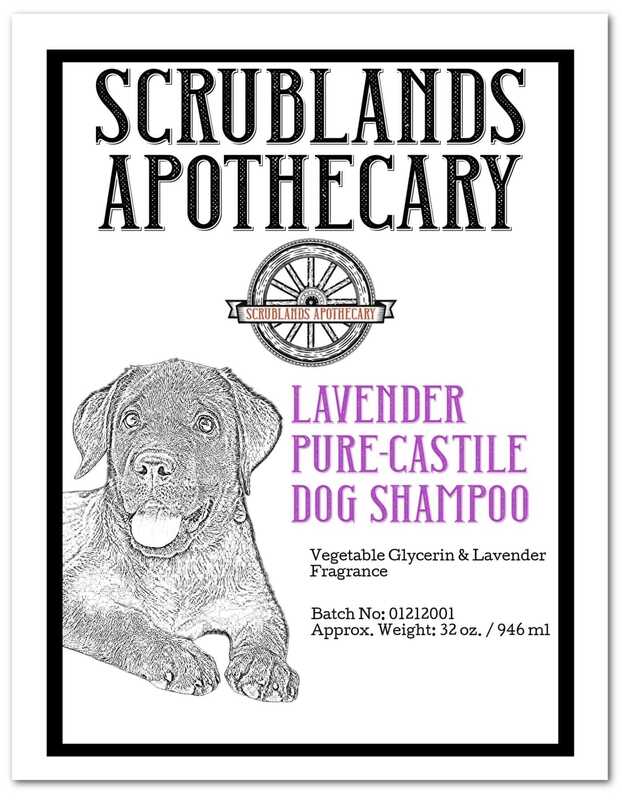 SCRUBLANDS
APOTHECARY
SCRUBLANDS APOTHECARY
LAVENDER
PURE-CASTILE
DOG SHAMPOO
Vegetable Glycerin & Lavender
Fragrance
Batch No: 01212001
Approx. Weight: 32 oz. / 946 ml